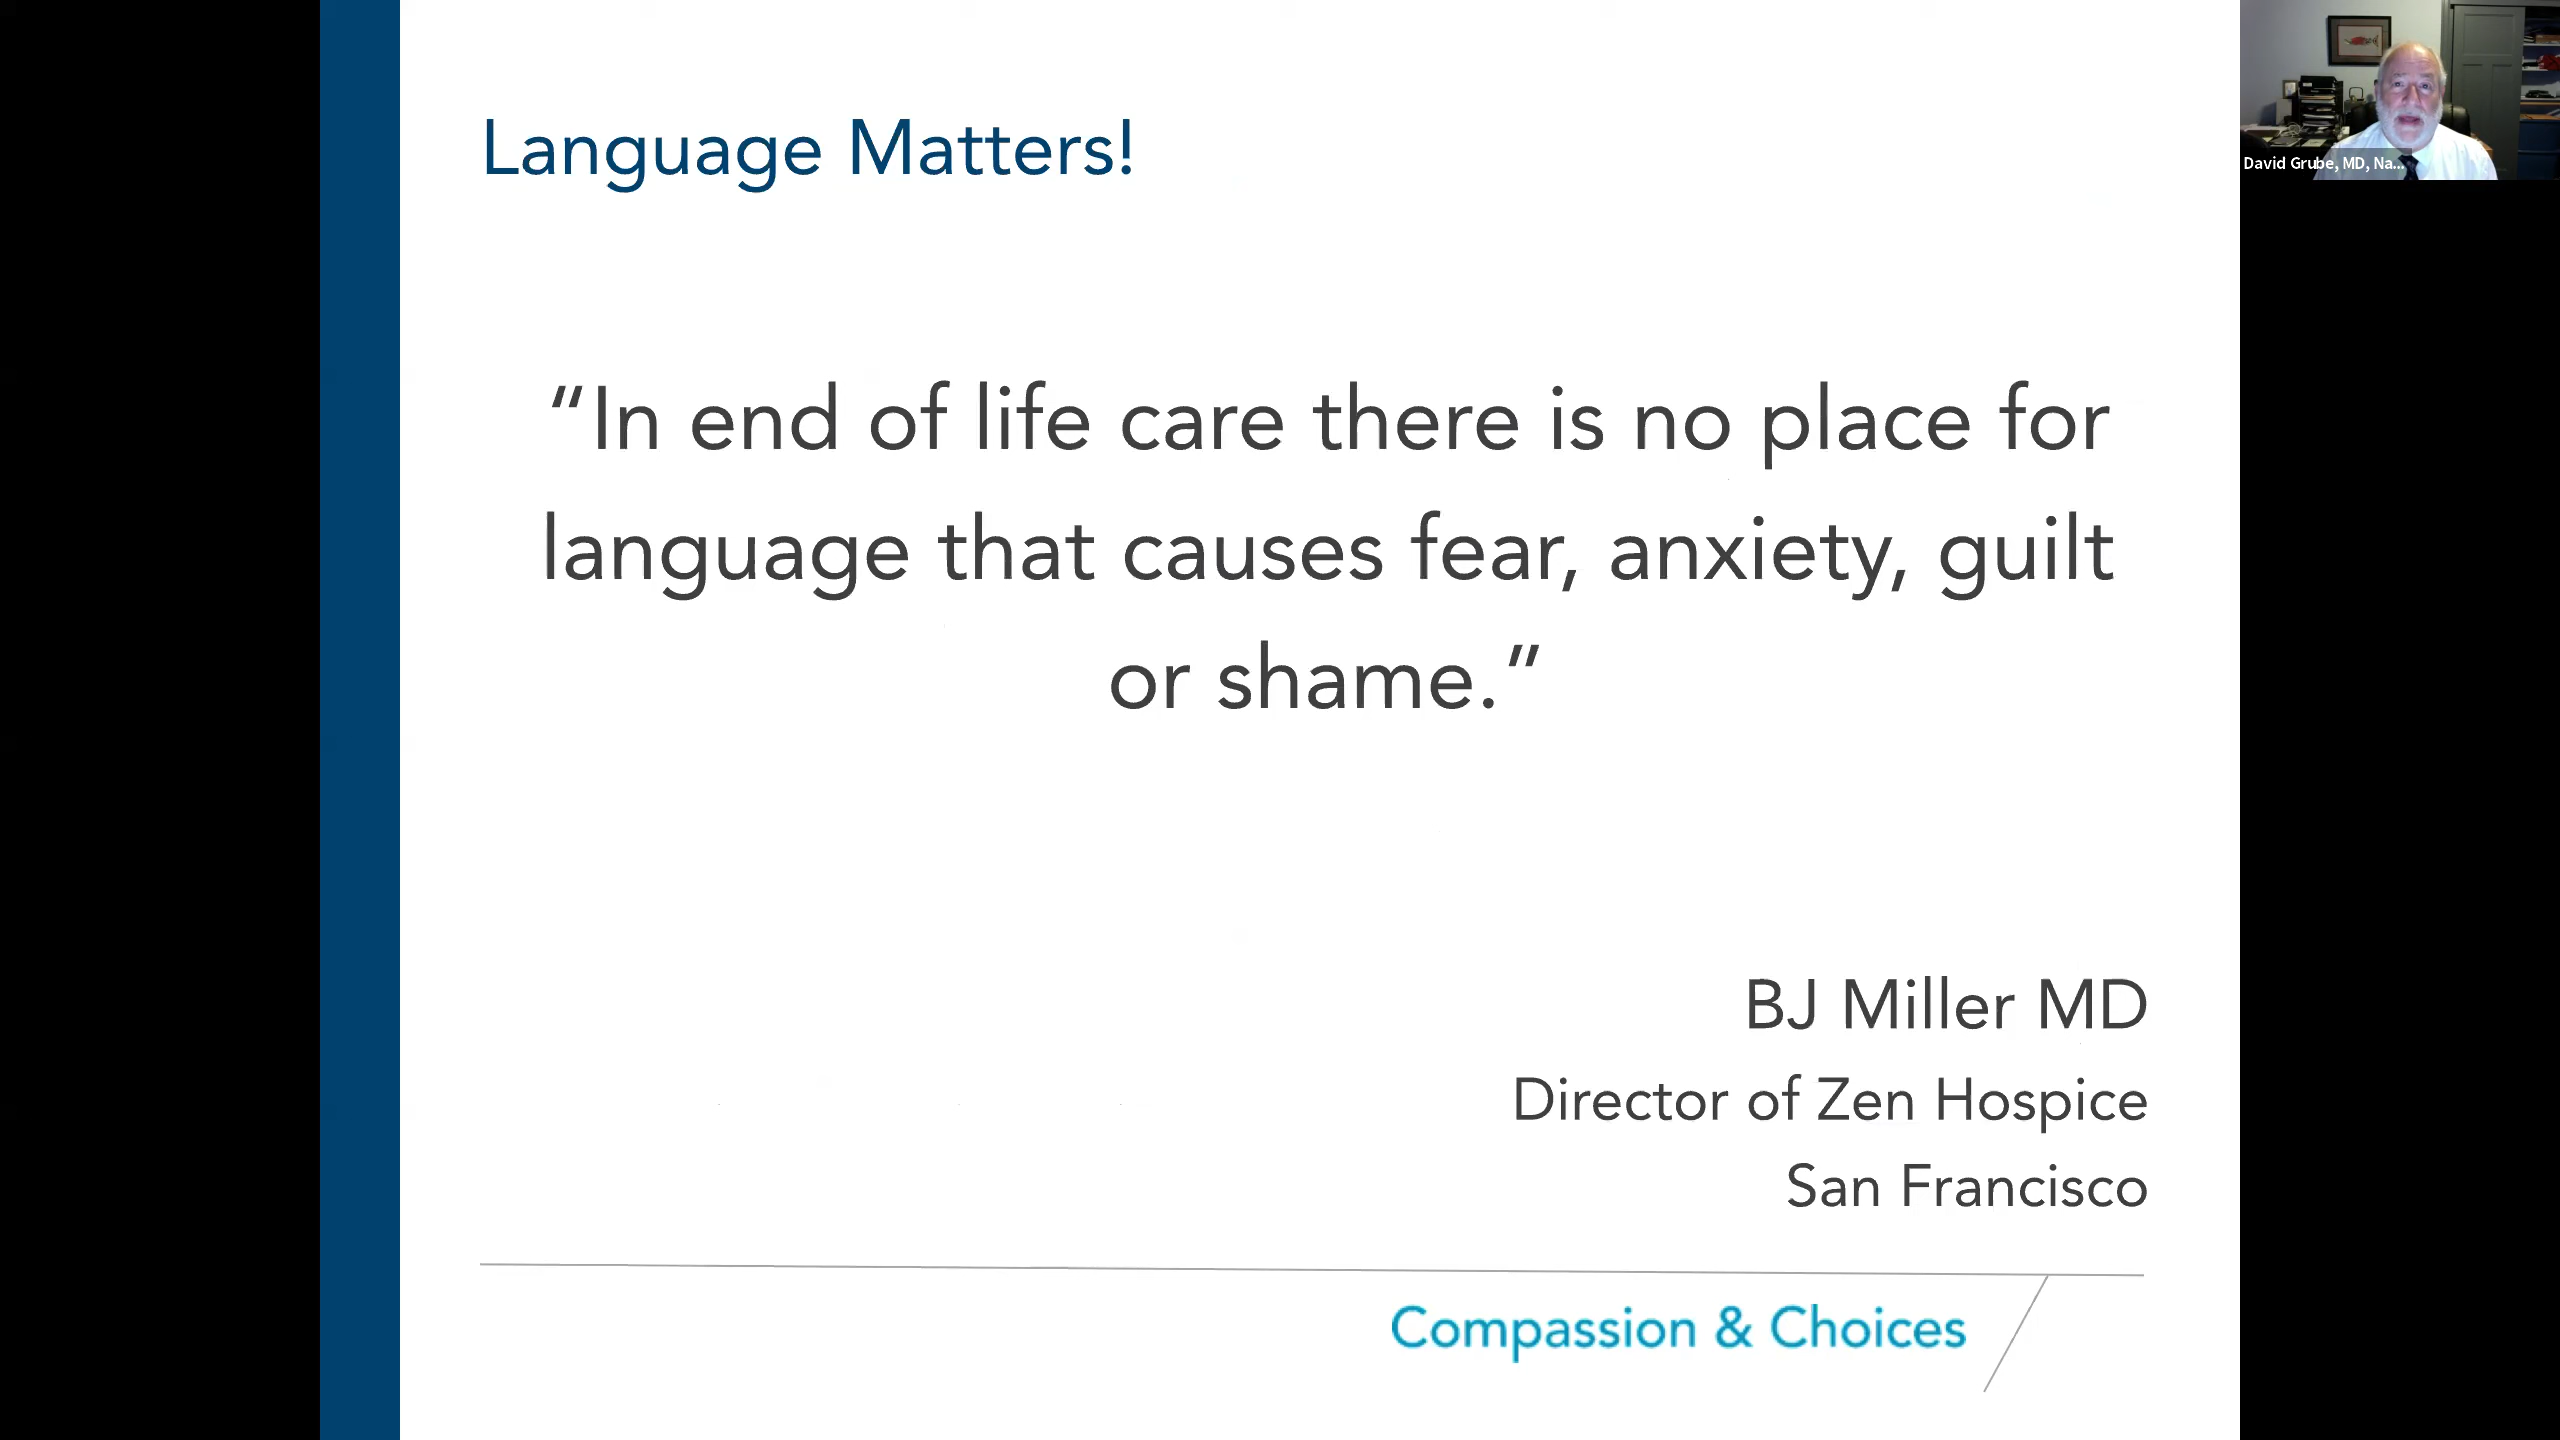 Language Matters!
“In end of life care there is no place for
language that causes fear, anxiety, guilt
or shame.”
BJ Miller MD
Director of Zen Hospice
San Francisco
Compassion & Choices
David Grube, MD, Na...